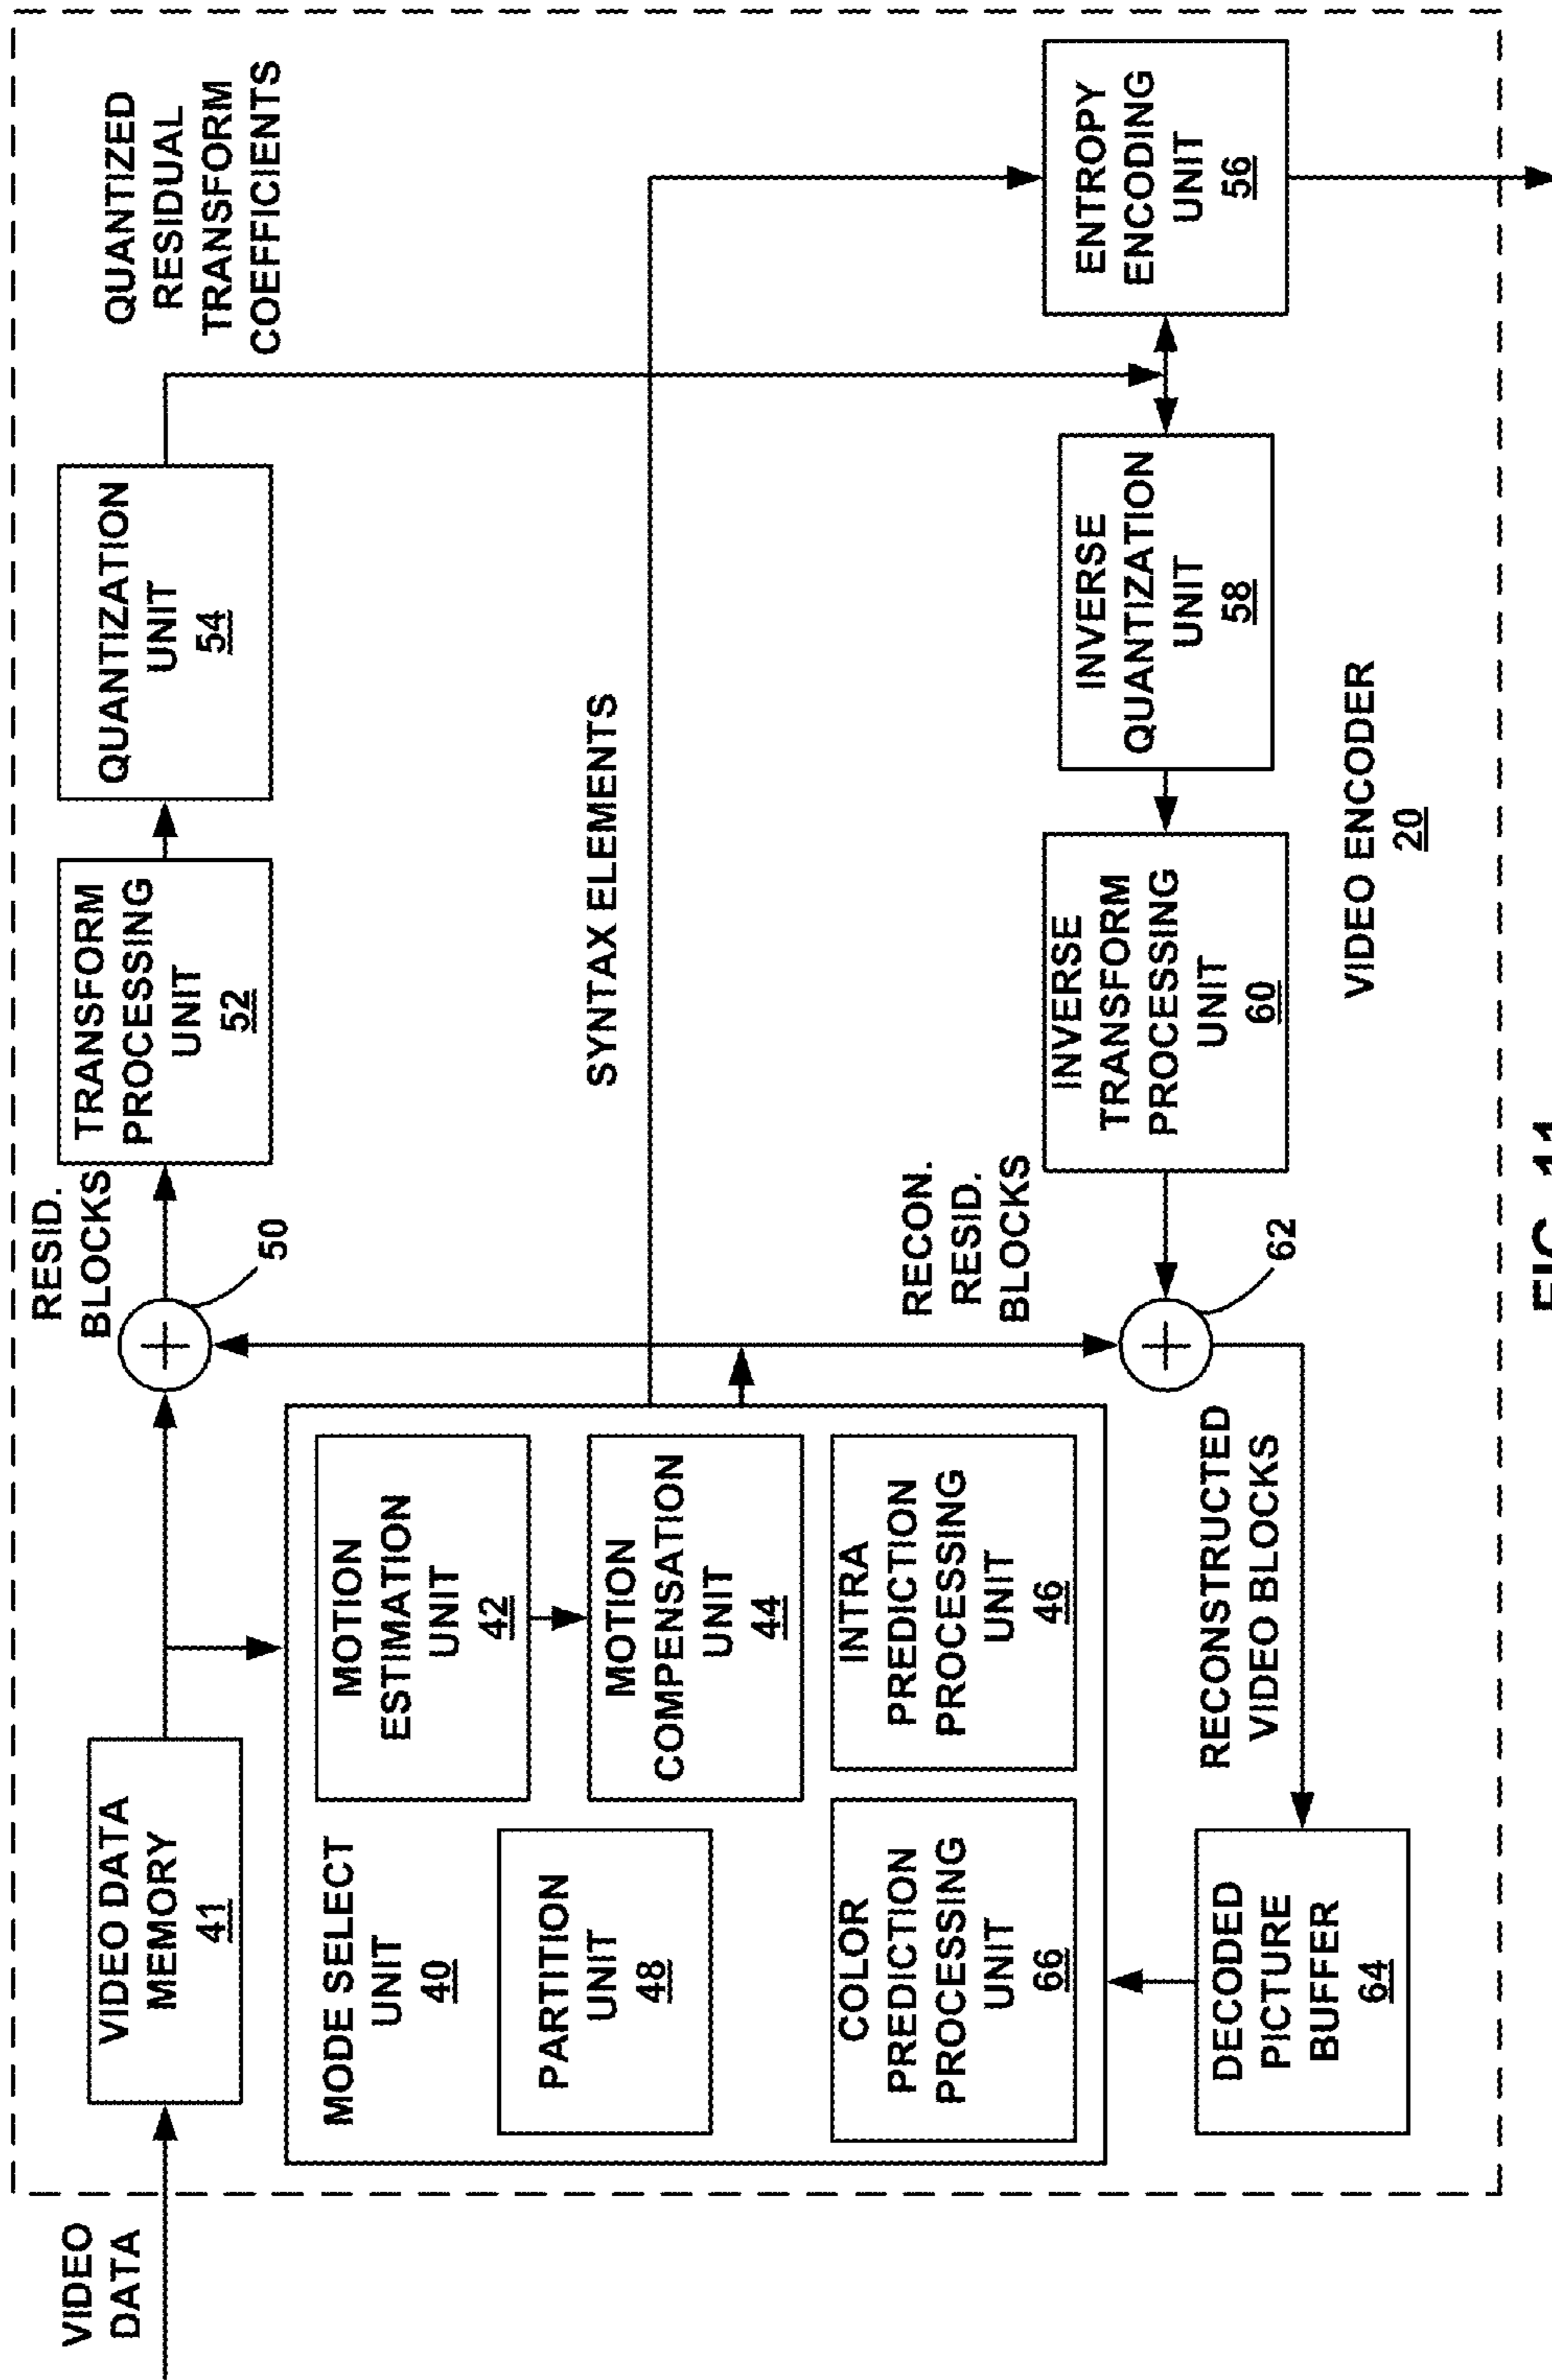 VIDEO
DATA
VIDEO DATA
MEMORY
41
RESID.
BLOCKS
50
TRANSFORM
PROCESSING
UNIT
52
QUANTIZATION
UNIT
54
QUANTIZED
RESIDUAL
TRANSFORM
COEFFICIENTS
MODE SELECT
UNIT
40
MOTION
ESTIMATION
UNIT
42
PARTITION
UNIT
48
MOTION
COMPENSATION
UNIT
44
COLOR
PREDICTION
PROCESSING
UNIT
66
INTRA
PREDICTION
PROCESSING
UNIT
46
SYNTAX ELEMENTS
RECON.
RESID.
BLOCKS
62
INVERSE
TRANSFORM
PROCESSING
UNIT
60
INVERSE
QUANTIZATION
UNIT
58
ENTROPY
ENCODING
UNIT
56
DECODED
PICTURE
BUFFER
64
RECONSTRUCTED
VIDEO BLOCKS
VIDEO ENCODER
20
FIG. 11